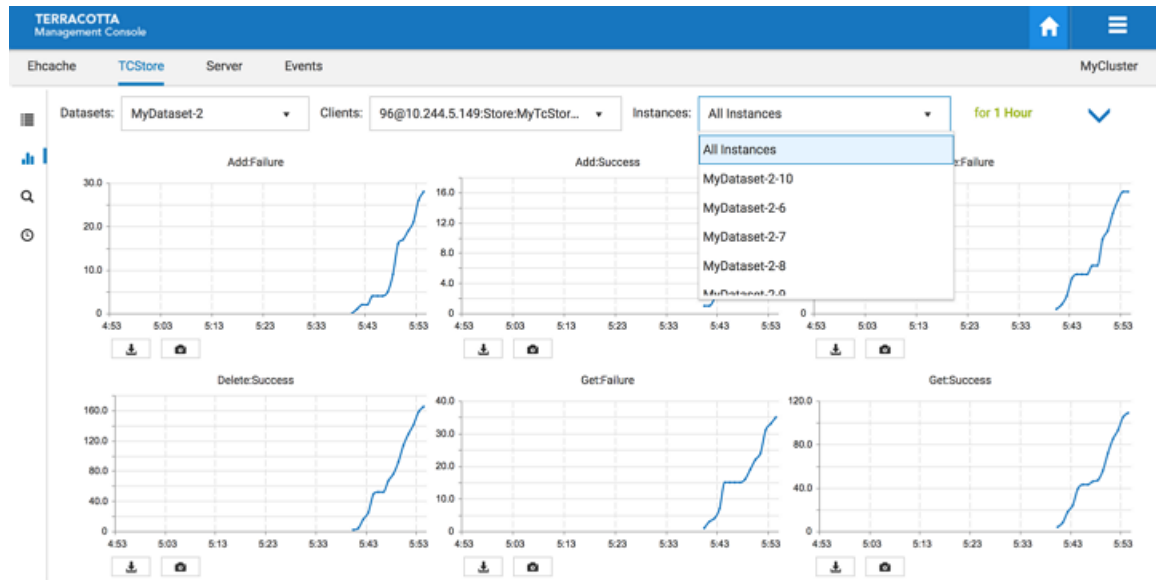 TERRACOTTA
Management Console
Ehcache TCStore Server Events MyCluster
Datasets: MyDataset-2 Clients: 96@10.244.5.149:Store:MyTcStor... Instances: All Instances for 1 Hour
All Instances
MyDataset-2-10
MyDataset-2-6
MyDataset-2-7
MyDataset-2-8
MyDataset-2-9
Add:Failure
30.0
20.0
10.0
0
4:53 5:03 5:13 5:23 5:33 5:43 5:53
Add:Success
16.0
12.0
8.0
4.0
0
4:53 5:03 5:13 5:23 5:33 5:43 5:53
:Failure
0
4:53 5:03 5:13 5:23 5:33 5:43 5:53
Delete:Success
160.0
120.0
80.0
40.0
0
4:53 5:03 5:13 5:23 5:33 5:43 5:53
Get:Failure
40.0
30.0
20.0
10.0
0
4:53 5:03 5:13 5:23 5:33 5:43 5:53
Get:Success
120.0
80.0
40.0
0
4:53 5:03 5:13 5:23 5:33 5:43 5:53